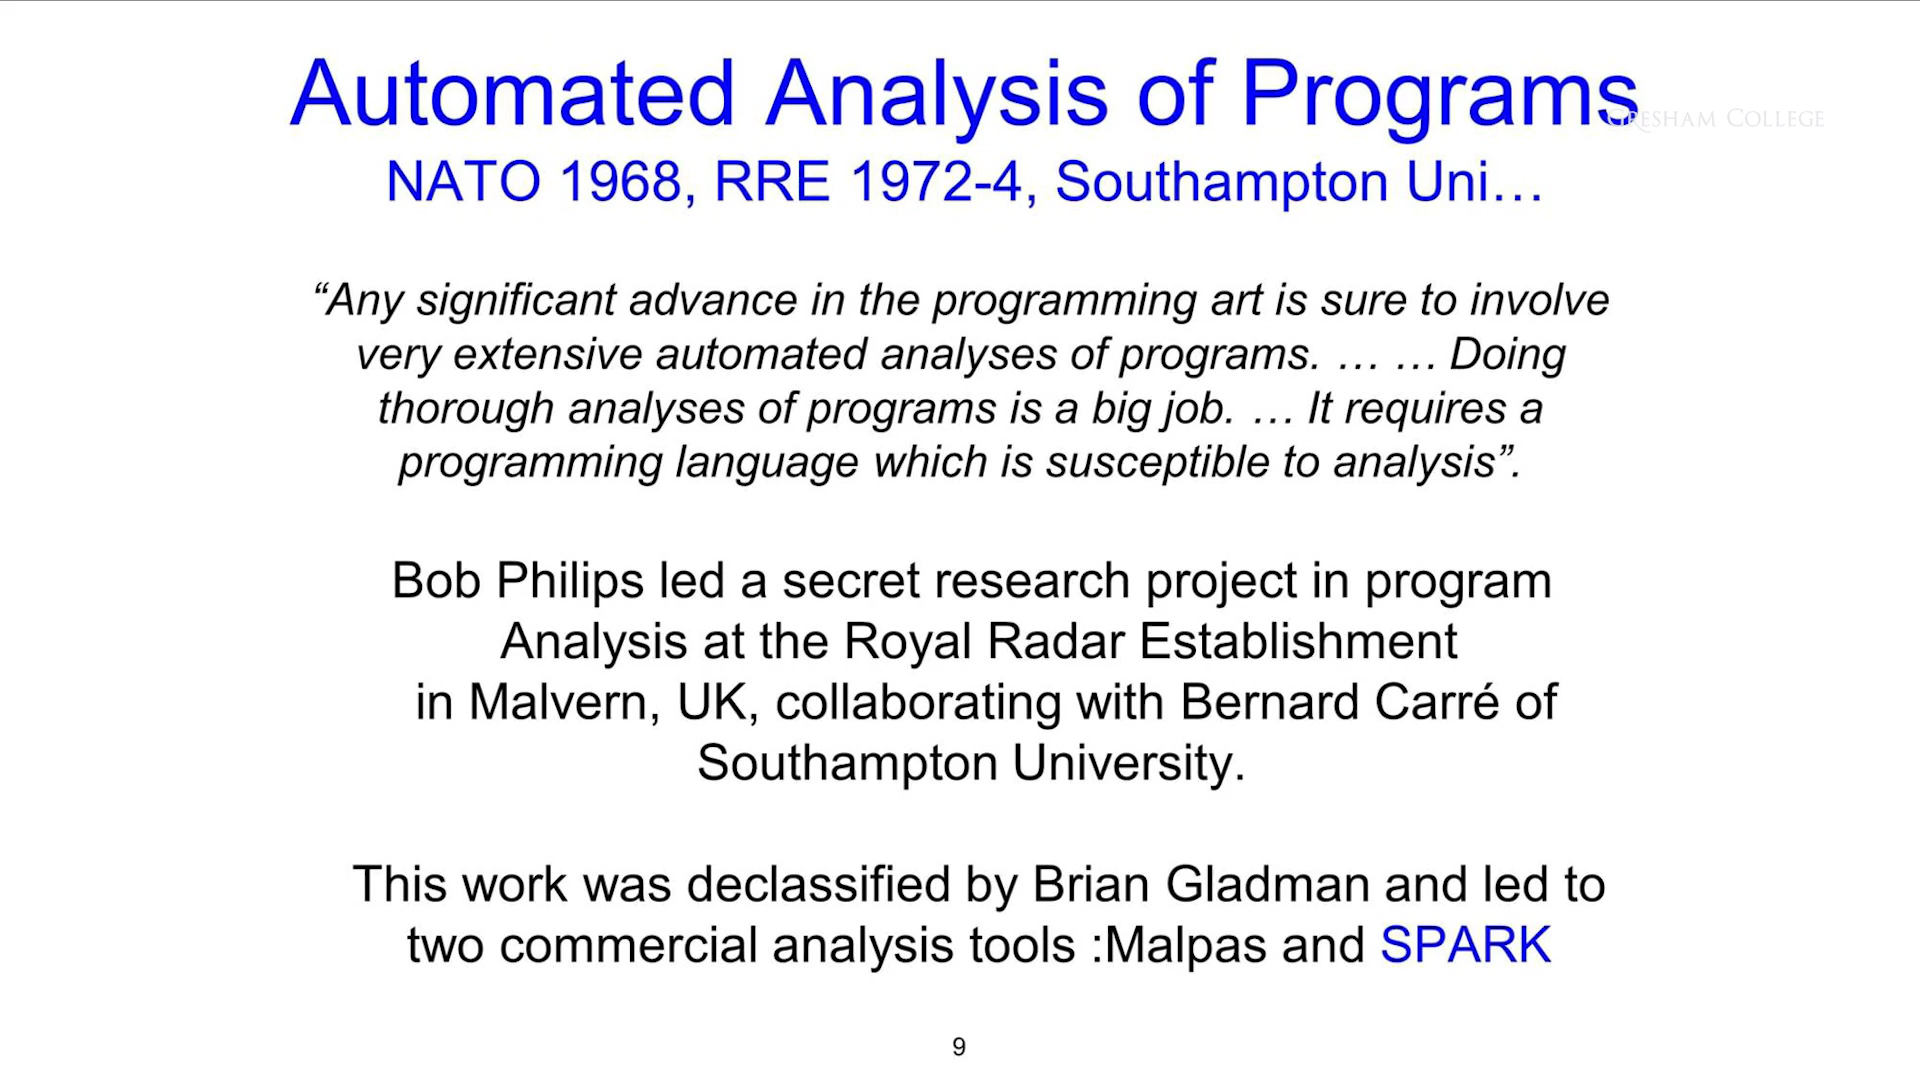 Automated Analysis of Programs
GRESHAM COLLEGE
NATO 1968, RRE 1972-4, Southampton Uni…
“Any significant advance in the programming art is sure to involve
very extensive automated analyses of programs. … … Doing
thorough analyses of programs is a big job. … It requires a
programming language which is susceptible to analysis”.
Bob Philips led a secret research project in program
Analysis at the Royal Radar Establishment
in Malvern, UK, collaborating with Bernard Carré of
Southampton University.
This work was declassified by Brian Gladman and led to
two commercial analysis tools :Malpas and SPARK
9